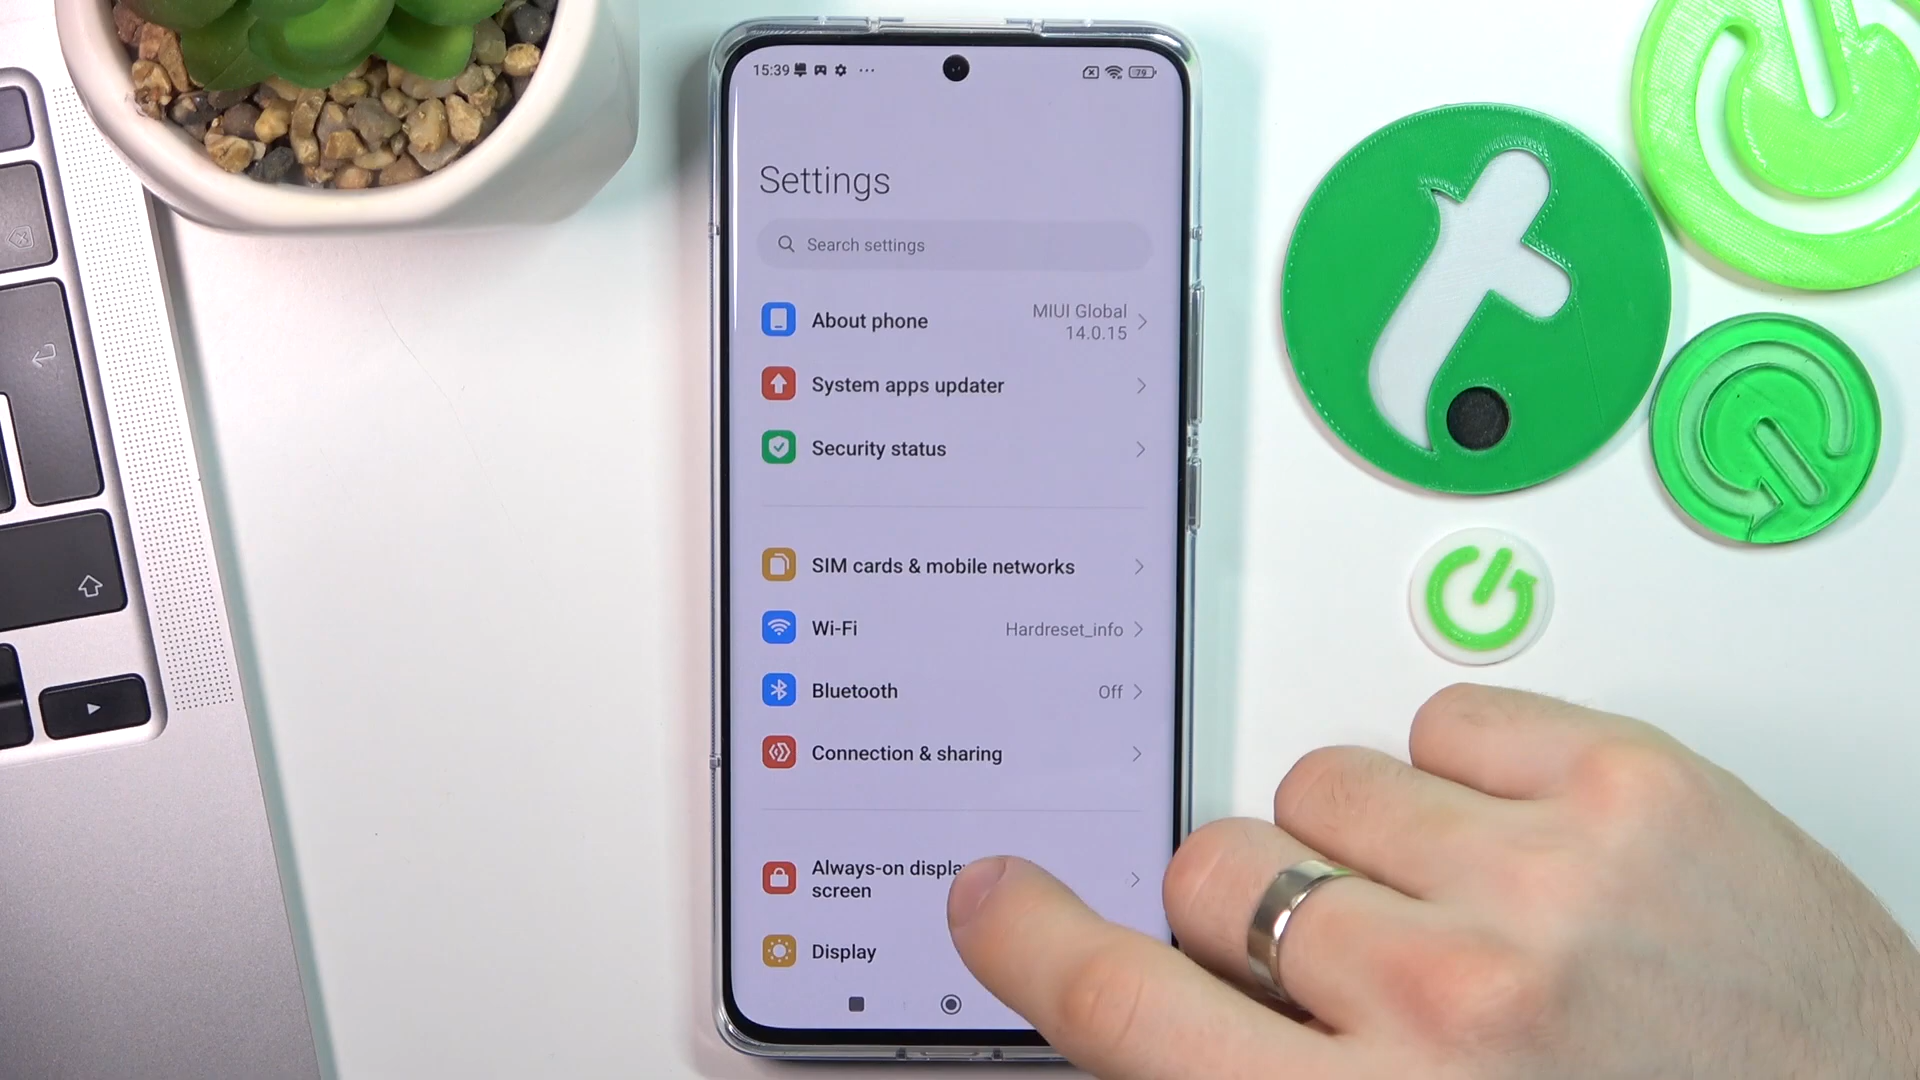 15:39
79
Settings
Search settings
About phone
MIUI Global
14.0.15
System apps updater
Security status
SIM cards & mobile networks
Wi-Fi
Hardreset_info
Bluetooth
Off
Connection & sharing
Always-on
screen
Display